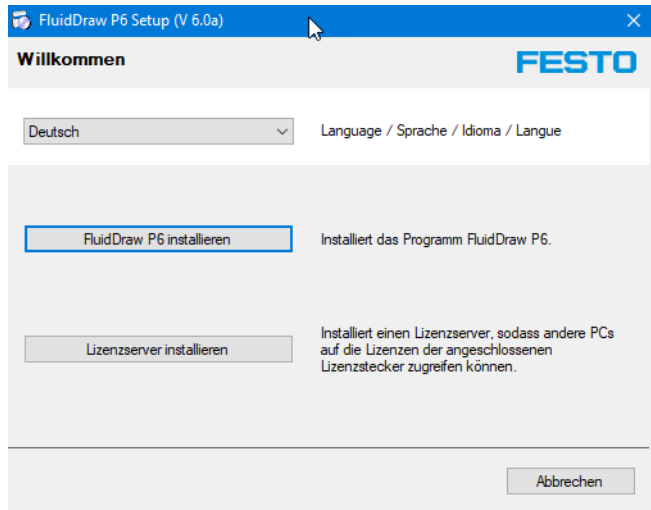 FluidDraw P6 Setup (V 6.0a)
Willkommen
FESTO
Deutsch
Language / Sprache / Idioma / Langue
FluidDraw P6 installieren
Installiert das Programm FluidDraw P6.
Lizenzserver installieren
Installiert einen Lizenzserver, sodass andere PCs
auf die Lizenzen der angeschlossenen
Lizenzstecker zugreifen können.
Abbrechen